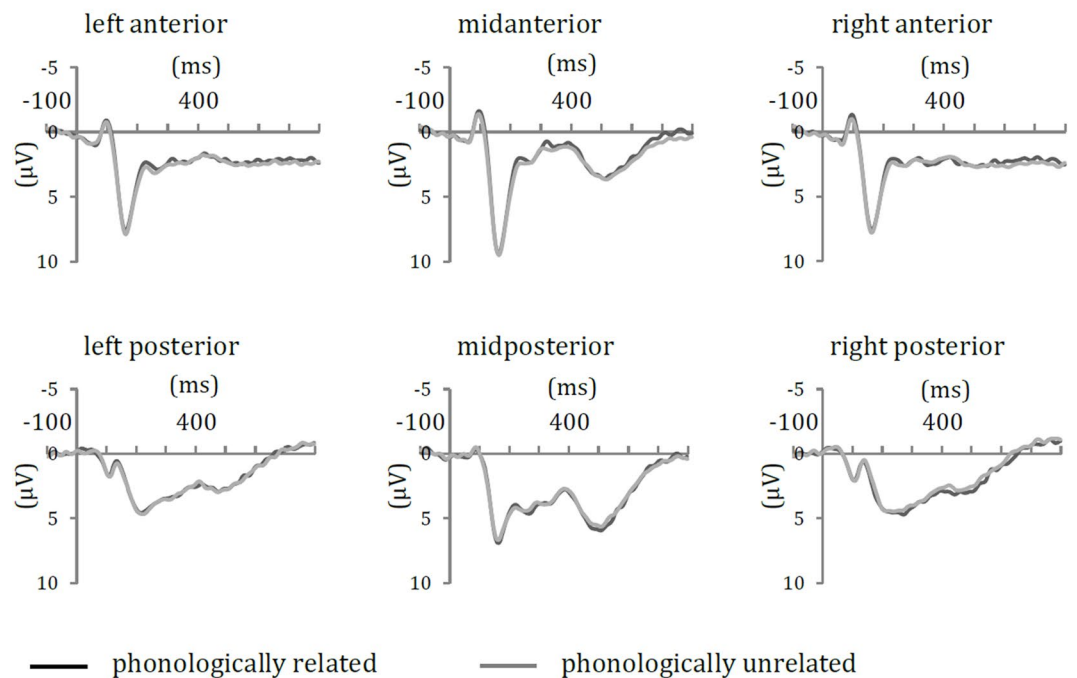 left anterior
midanterior
right anterior
-5 (ms)
-5 (ms)
-5 (ms)
-100 400
-100 400
-100 400
0
0
0
(µV)
(µV)
(µV)
5
5
5
10
10
10
left posterior
midposterior
right posterior
-5 (ms)
-5 (ms)
-5 (ms)
-100 400
-100 400
-100 400
0
0
0
(µV)
(µV)
(µV)
5
5
5
10
10
10
phonologically related
phonologically unrelated